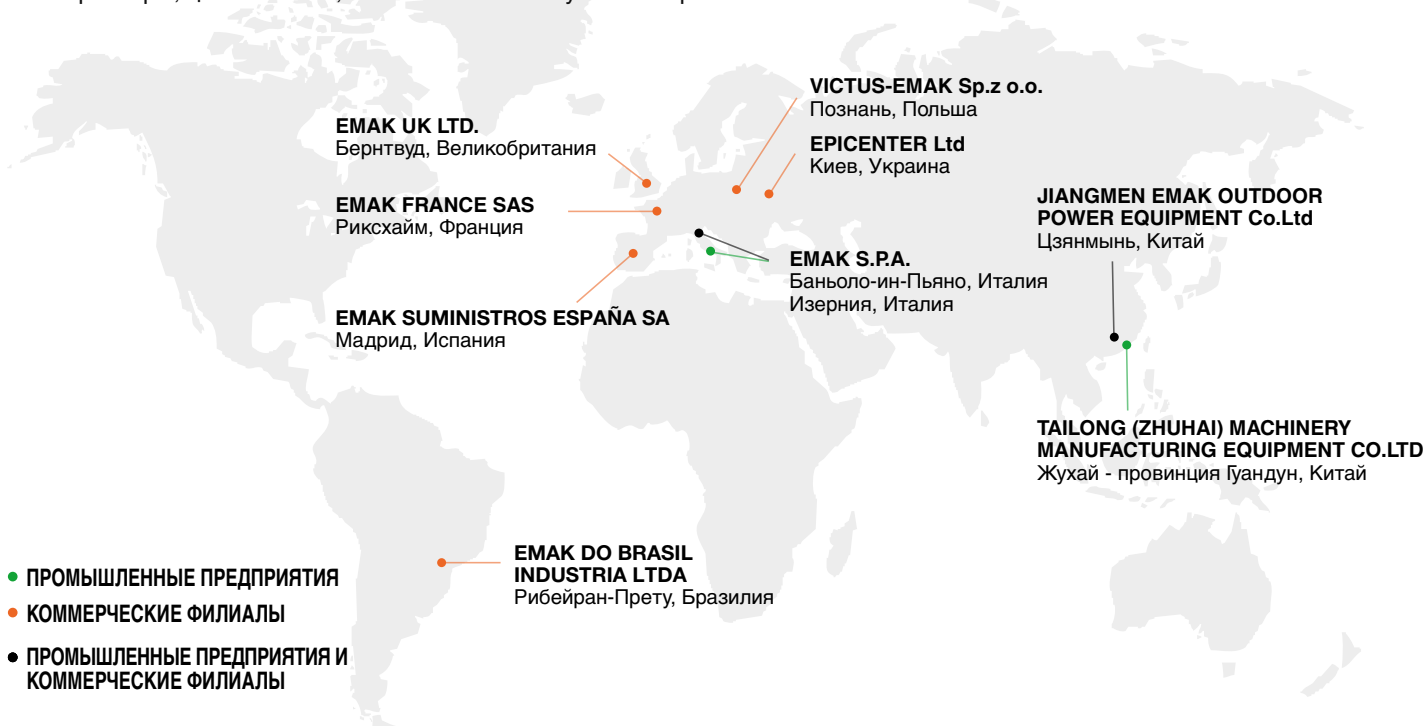 VICTUS-EMAK Sp.z o.o.
Познань, Польша
EMAK UK LTD.
Бернтвуд, Великобритания
EPICENTER Ltd
Киев, Украина
EMAK FRANCE SAS
Риксхайм, Франция
JIANGMEN EMAK OUTDOOR
POWER EQUIPMENT Co.Ltd
Цзянмынь, Китай
EMAK S.P.A.
Баньоло-ин-Пьяно, Италия
Изерния, Италия
EMAK SUMINISTROS ESPAÑA SA
Мадрид, Испания
TAILONG (ZHUHAI) MACHINERY
MANUFACTURING EQUIPMENT CO.LTD
Жухай - провинция Гуандун, Китай
EMAK DO BRASIL
INDUSTRIA LTDA
Рибейран-Прету, Бразилия
ПРОМЫШЛЕННЫЕ ПРЕДПРИЯТИЯ
КОММЕРЧЕСКИЕ ФИЛИАЛЫ
ПРОМЫШЛЕННЫЕ ПРЕДПРИЯТИЯ И
КОММЕРЧЕСКИЕ ФИЛИАЛЫ